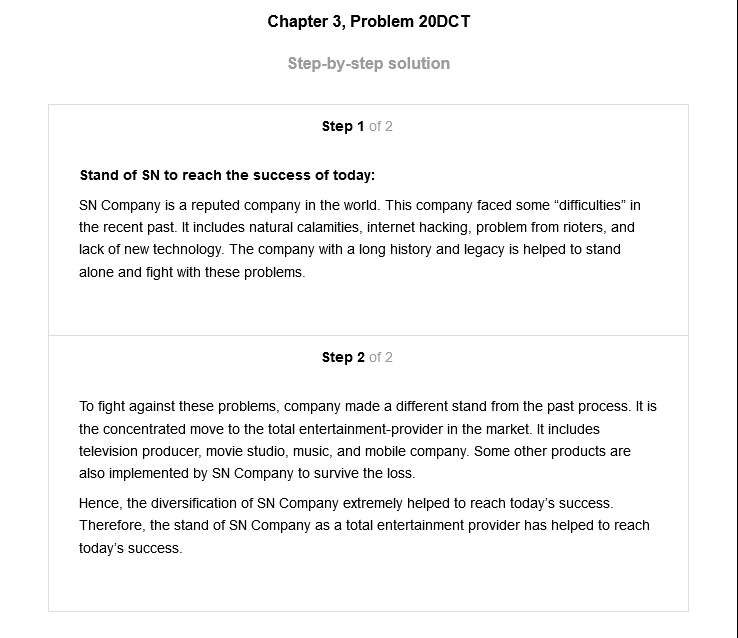 Chapter 3, Problem 20DCT
Step-by-step solution
Step 1 of 2
Stand of SN to reach the success of today:
SN Company is a reputed company in the world. This company faced some “difficulties” in
the recent past. It includes natural calamities, internet hacking, problem from rioters, and
lack of new technology. The company with a long history and legacy is helped to stand
alone and fight with these problems.
Step 2 of 2
To fight against these problems, company made a different stand from the past process. It is
the concentrated move to the total entertainment-provider in the market. It includes
television producer, movie studio, music, and mobile company. Some other products are
also implemented by SN Company to survive the loss.
Hence, the diversification of SN Company extremely helped to reach today’s success.
Therefore, the stand of SN Company as a total entertainment provider has helped to reach
today’s success.